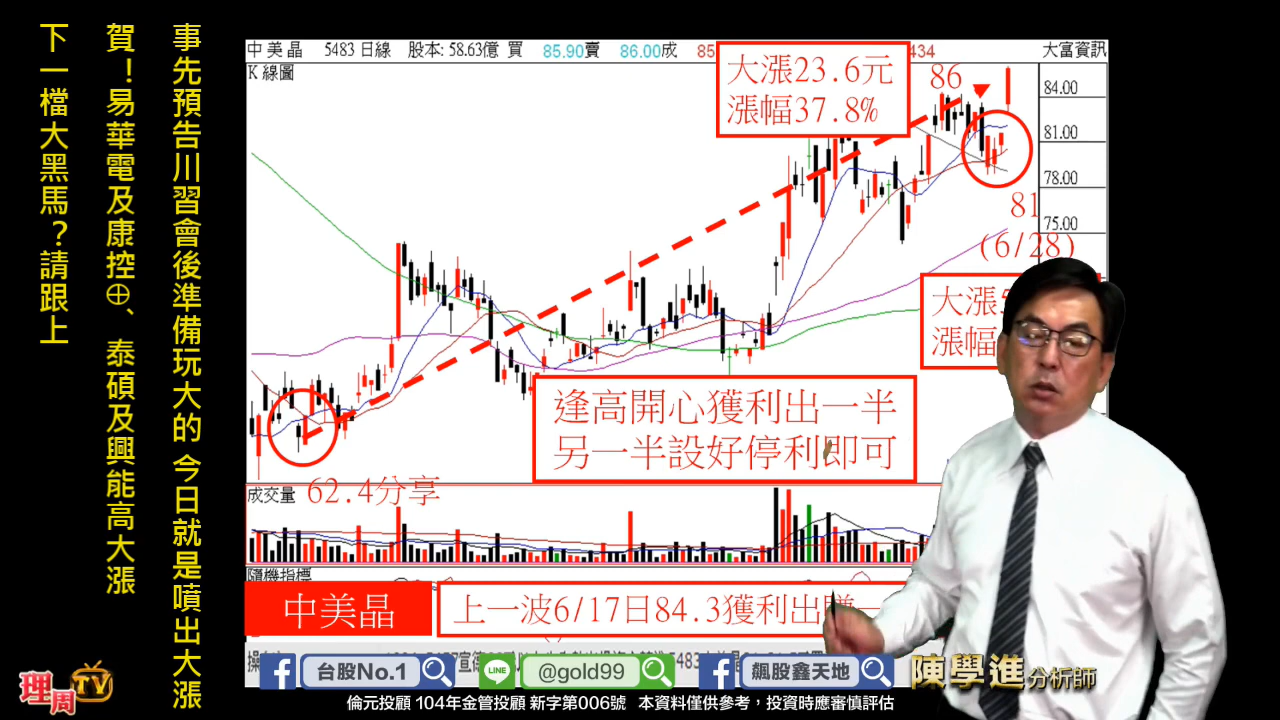 事先預告川習會後準備玩大的 今日就是噴出大漲
賀！易華電及康控⊕、泰碩及興能高大漲
下一檔大黑馬？請跟上
中美晶 5483 日線 股本: 58.63億 買 85.90賣 86.00成 85
434
大富資訊
K 線圖
大漲23.6元
漲幅37.8%
86
84.00
81.00
78.00
75.00
81
(6/28)
大漲
漲幅
逢高開心獲利出一半
另一半設好停利即可
成交量
62.4分享
隨機指標
中美晶
上一波6/17日84.3獲利出
台股No.1
LINE
@gold99
飆股鑫天地
陳學進分析師
理周TV
倫元投顧 104年金管投顧 新字第006號 本資料僅供參考，投資時應審慎評估